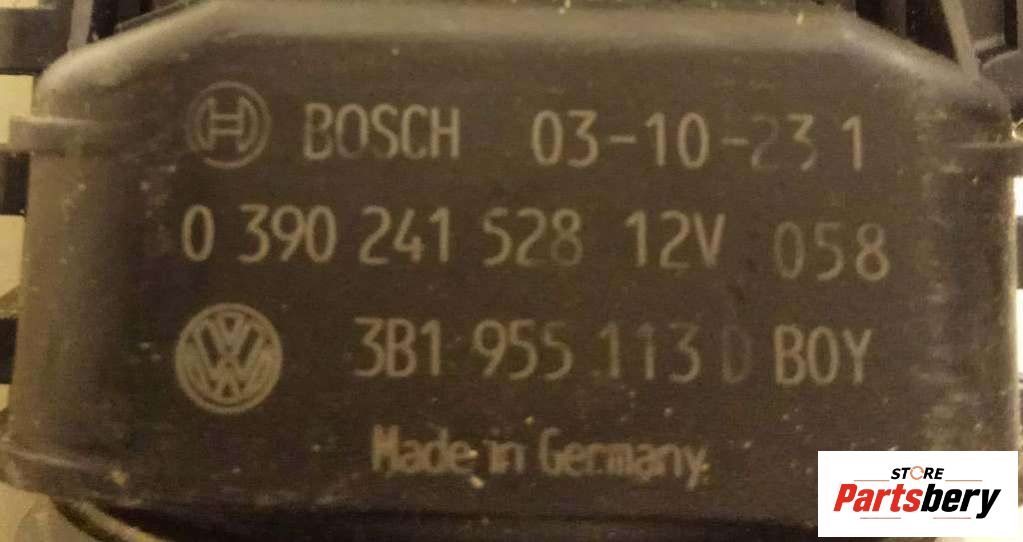 BOSCH 03-10-23 1
0 390 241 528 12V 058
VW 3B1 955 113 D BOY
Made in Germany
STORE
Partsbery